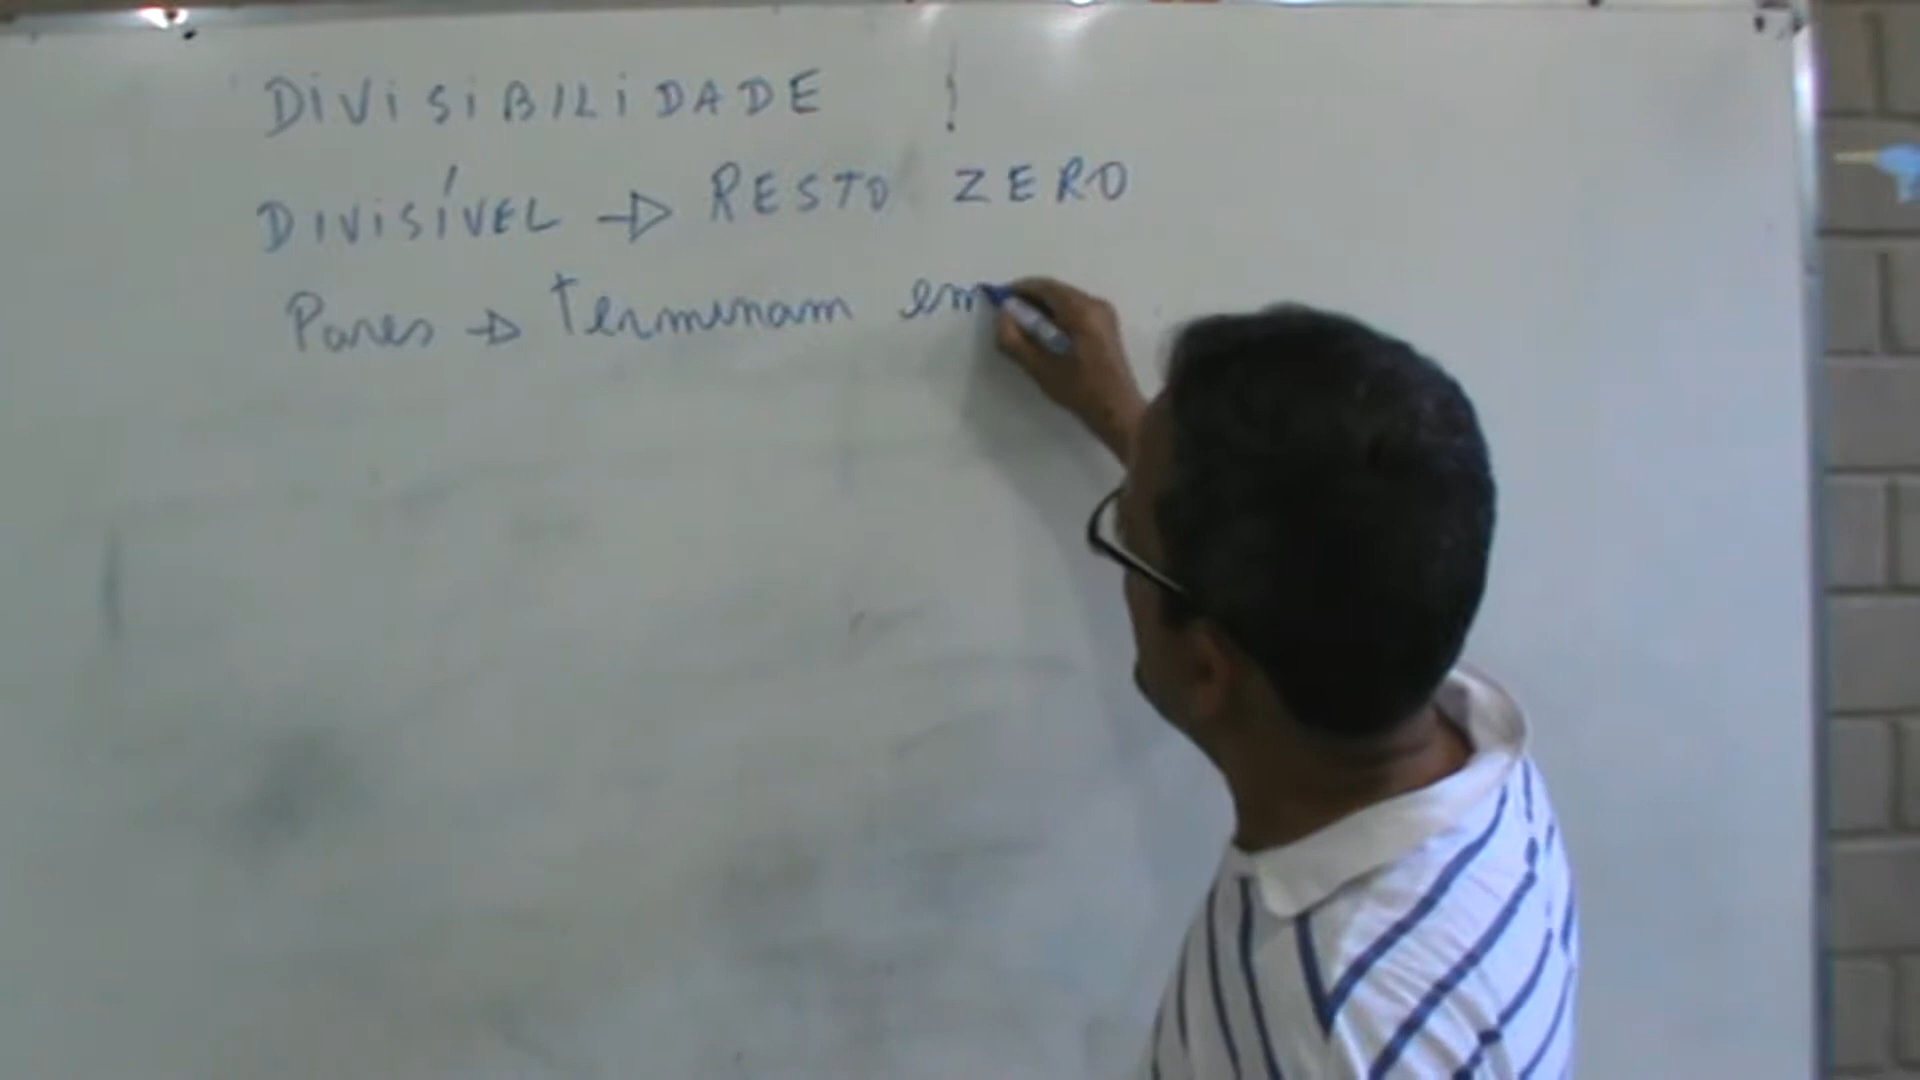 DIVISIBILIDADE
DIVISÍVEL → RESTO ZERO
Pares → Terminam em